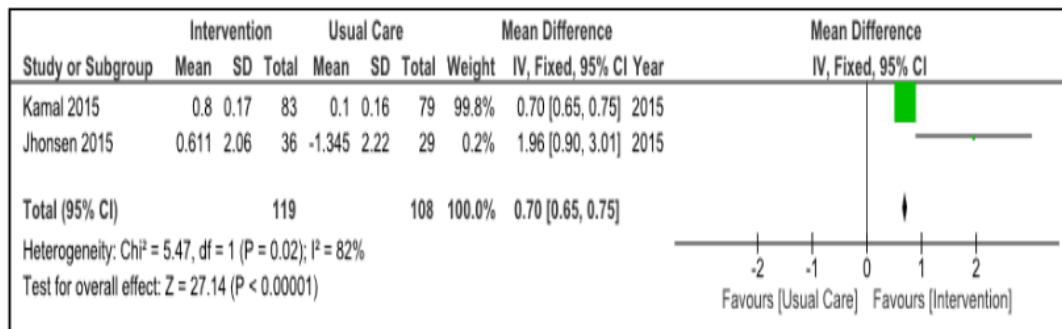 Intervention Usual Care Mean Difference Mean Difference
Study or Subgroup Mean SD Total Mean SD Total Weight IV, Fixed, 95% CI Year IV, Fixed, 95% CI
Kamal 2015 0.8 0.17 83 0.1 0.16 79 99.8% 0.70 [0.65, 0.75] 2015
Jhonsen 2015 0.611 2.06 36 -1.345 2.22 29 0.2% 1.96 [0.90, 3.01] 2015
Total (95% CI) 119 108 100.0% 0.70 [0.65, 0.75]
Heterogeneity: Chi² = 5.47, df = 1 (P = 0.02); I² = 82%
Test for overall effect: Z = 27.14 (P < 0.00001)
-2 -1 0 1 2
Favours [Usual Care] Favours [Intervention]